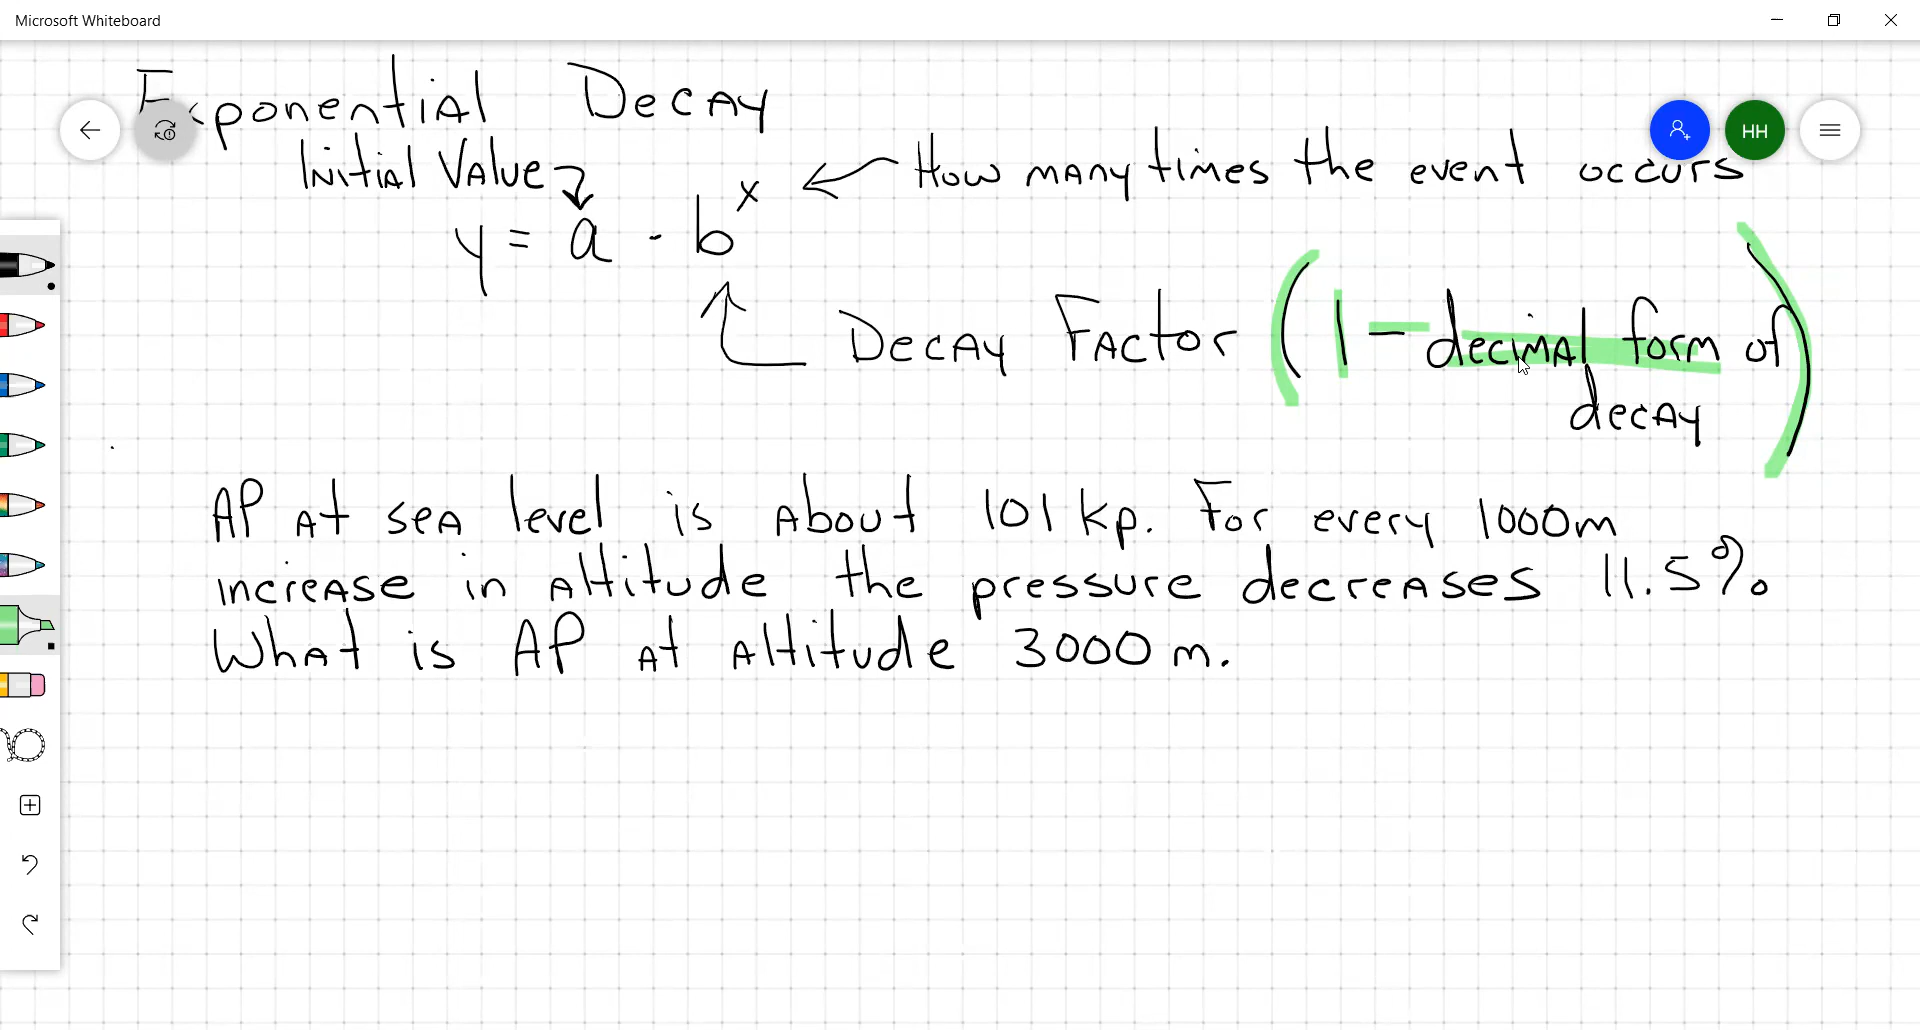 Microsoft Whiteboard
Exponential Decay
HH
Initial Value
How many times the event occurs
y = a · b^x
Decay Factor (1 - decimal form of
decay)
AP at sea level is about 101 kp. For every 1000m
increase in altitude the pressure decreases 11.5%
What is AP at altitude 3000 m.